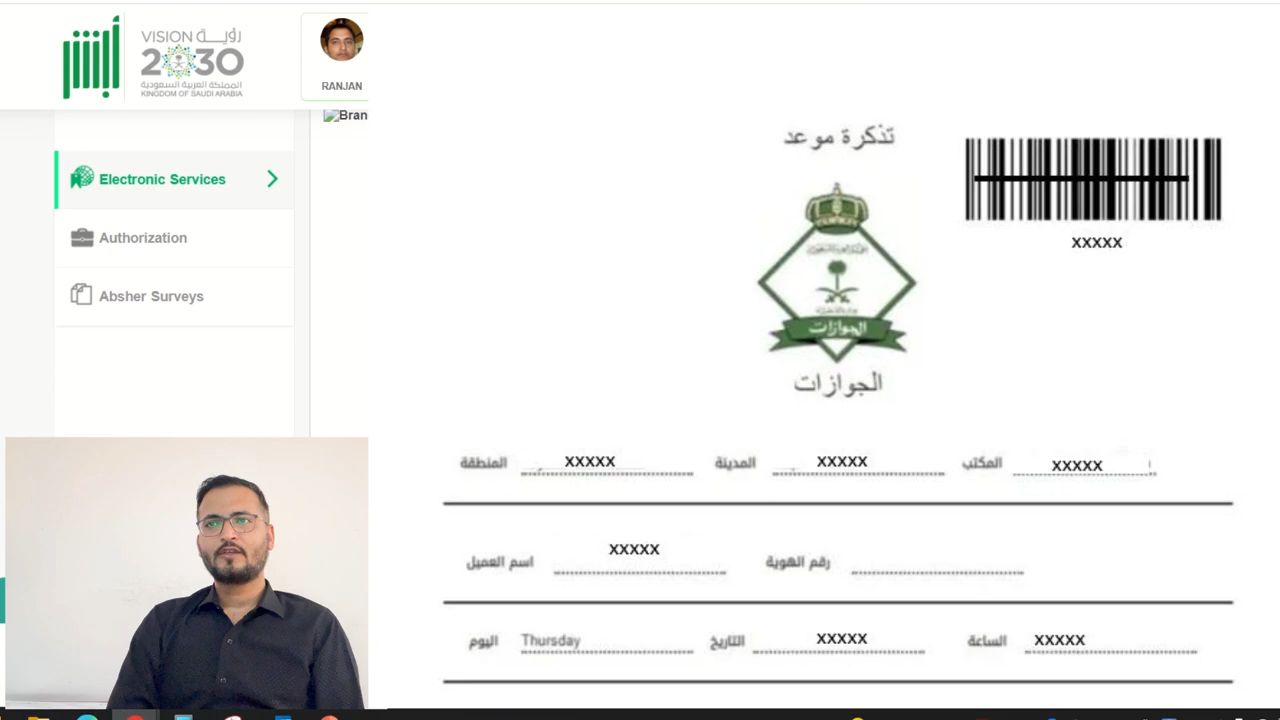 أبشر
VISION رؤيـــة
2030
المملكة العربية السعودية
KINGDOM OF SAUDI ARABIA
RANJAN
Bran
Electronic Services
Authorization
Absher Surveys
تذكرة موعد
XXXXX
الجوازات
الجوازات
المنطقة XXXXX المدينة XXXXX المكتب XXXXX
اسم العميل XXXXX رقم الهوية
اليوم Thursday التاريخ XXXXX الساعة XXXXX